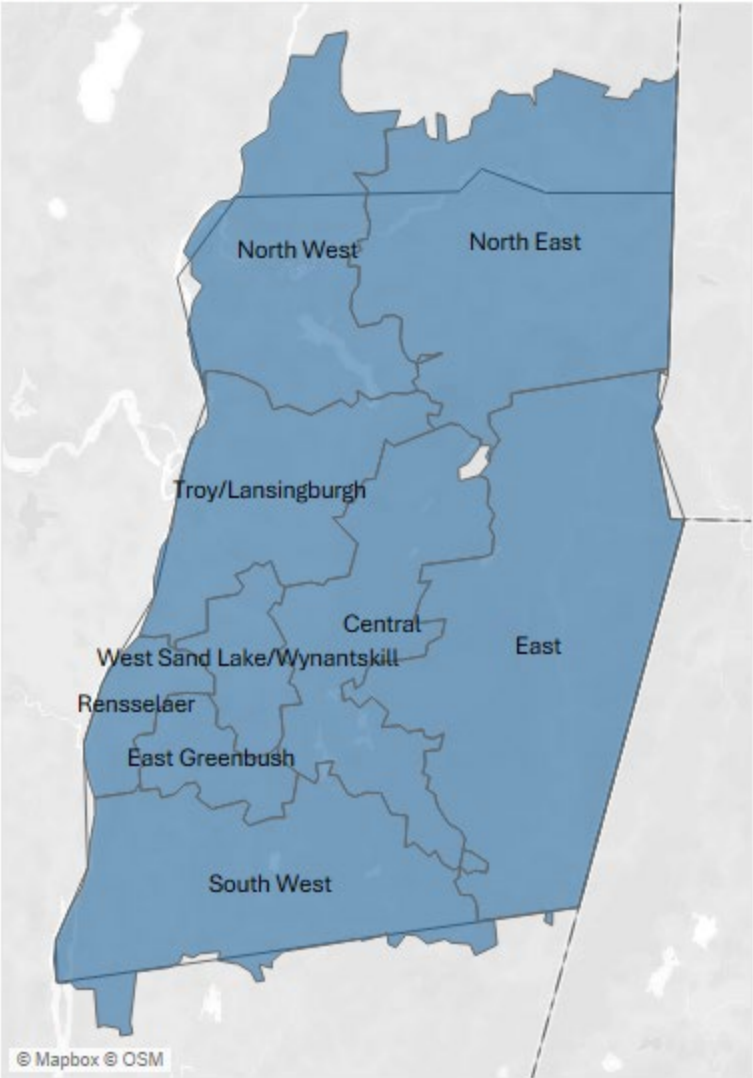 North West
North East
Troy/Lansingburgh
Central
East
West Sand Lake/Wynantskill
Rensselaer
East Greenbush
South West
© Mapbox © OSM